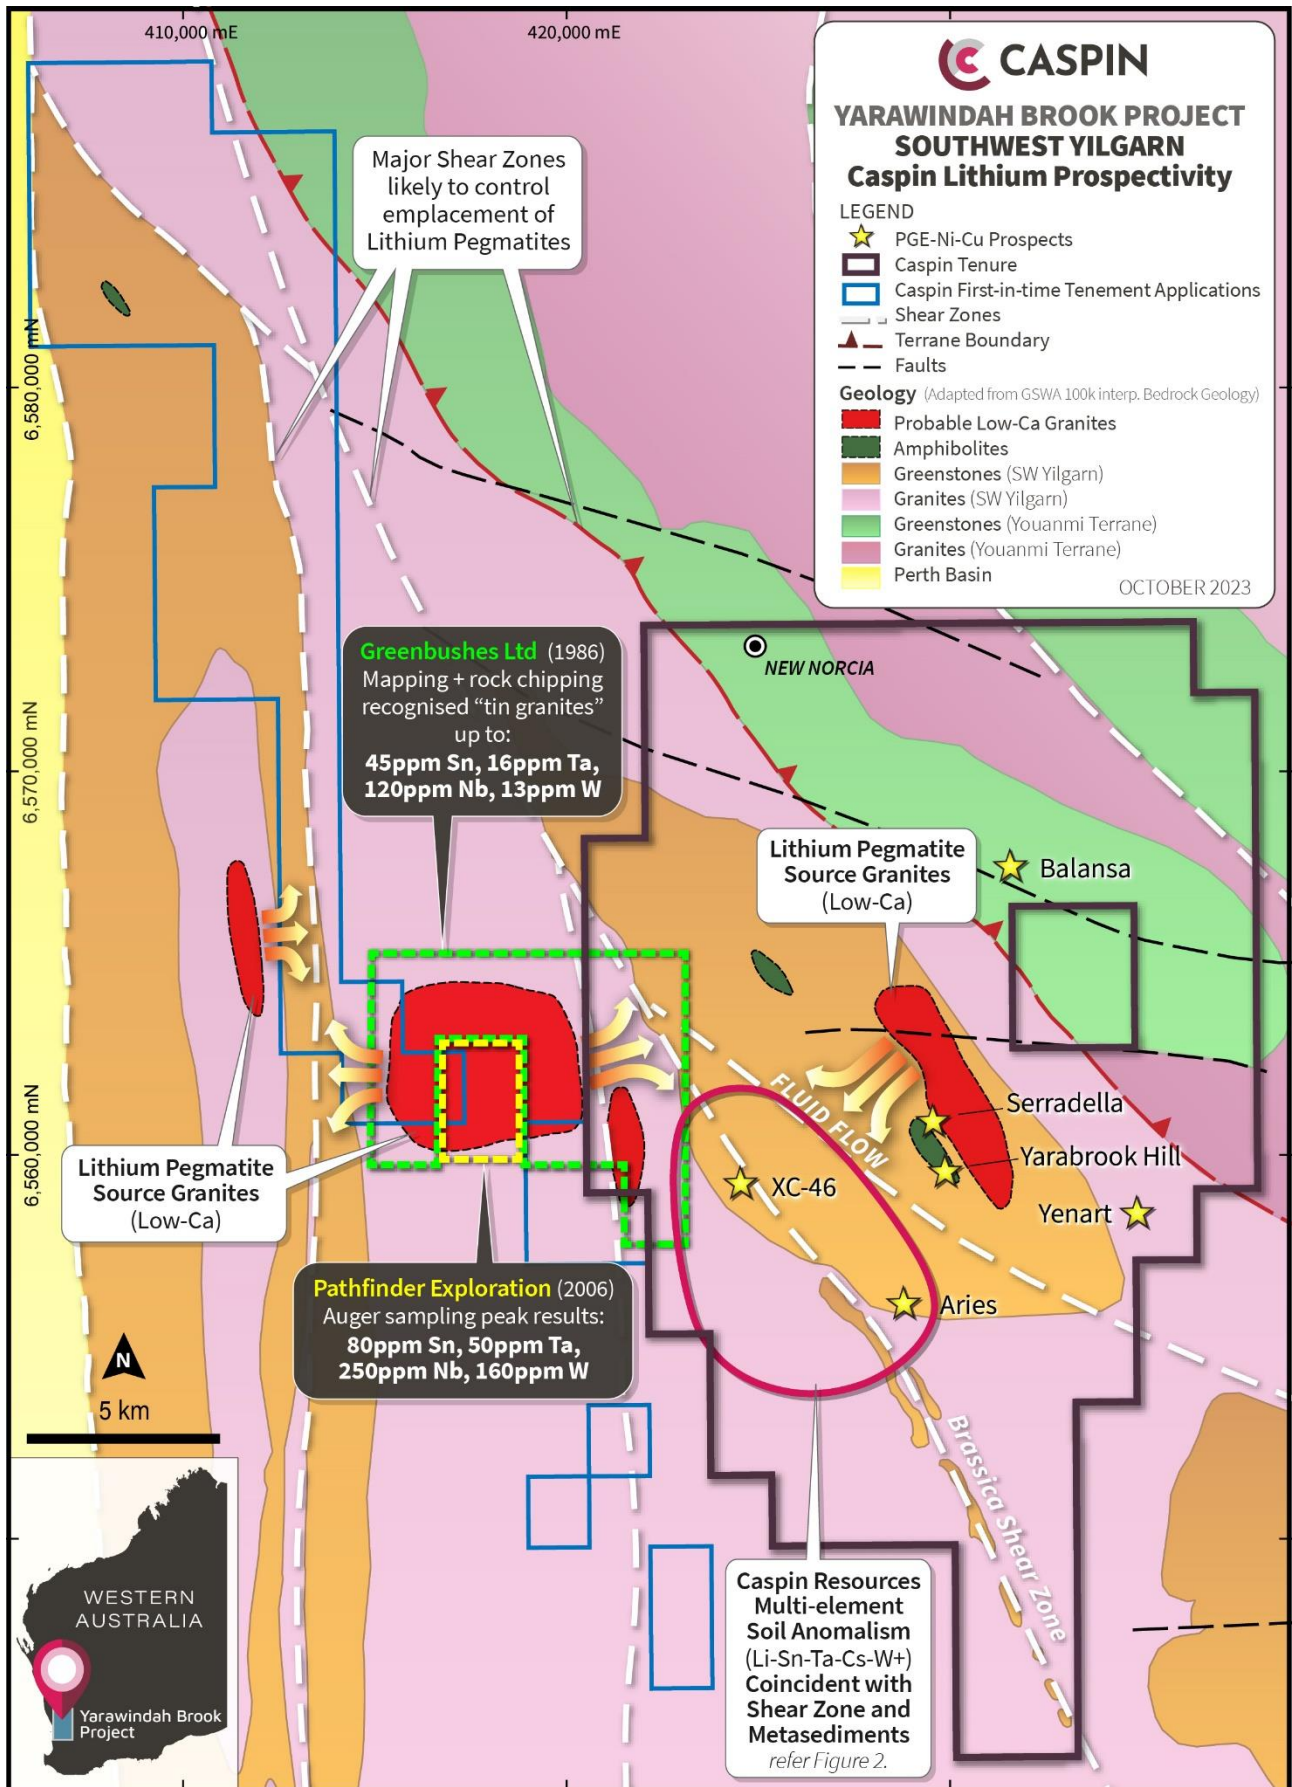 410,000 mE
420,000 mE
CASPIN
YARAWINDAH BROOK PROJECT
SOUTHWEST YILGARN
Caspin Lithium Prospectivity
LEGEND
PGE-Ni-Cu Prospects
Caspin Tenure
Caspin First-in-time Tenement Applications
Shear Zones
Terrane Boundary
Faults
Geology (Adapted from GSWA 100k interp. Bedrock Geology)
Probable Low-Ca Granites
Amphibolites
Greenstones (SW Yilgarn)
Granites (SW Yilgarn)
Greenstones (Youanmi Terrane)
Granites (Youanmi Terrane)
Perth Basin
OCTOBER 2023
Major Shear Zones
likely to control
emplacement of
Lithium Pegmatites
6,580,000 mN
6,570,000 mN
6,560,000 mN
Greenbushes Ltd (1986)
Mapping + rock chipping
recognised “tin granites”
up to:
45ppm Sn, 16ppm Ta,
120ppm Nb, 13ppm W
NEW NORCIA
Lithium Pegmatite
Source Granites
(Low-Ca)
Balansa
Serradella
Yarabrook Hill
Yenart
FLUID FLOW
XC-46
Aries
Lithium Pegmatite
Source Granites
(Low-Ca)
Pathfinder Exploration (2006)
Auger sampling peak results:
80ppm Sn, 50ppm Ta,
250ppm Nb, 160ppm W
N
5 km
Brassica Shear Zone
WESTERN
AUSTRALIA
Yarawindah Brook
Project
Caspin Resources
Multi-element
Soil Anomalism
(Li-Sn-Ta-Cs-W+)
Coincident with
Shear Zone and
Metasediments
refer Figure 2.